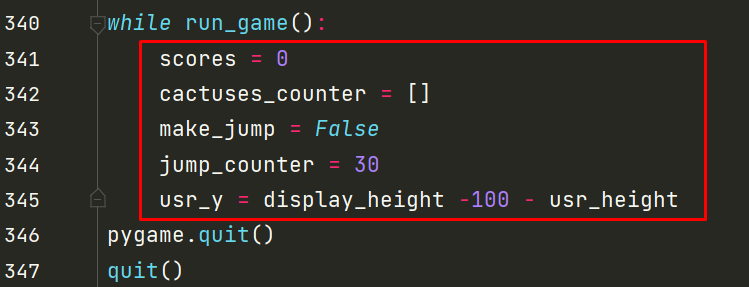 340 while run_game():
341 scores = 0
342 cactuses_counter = []
343 make_jump = False
344 jump_counter = 30
345 usr_y = display_height -100 - usr_height
346 pygame.quit()
347 quit()